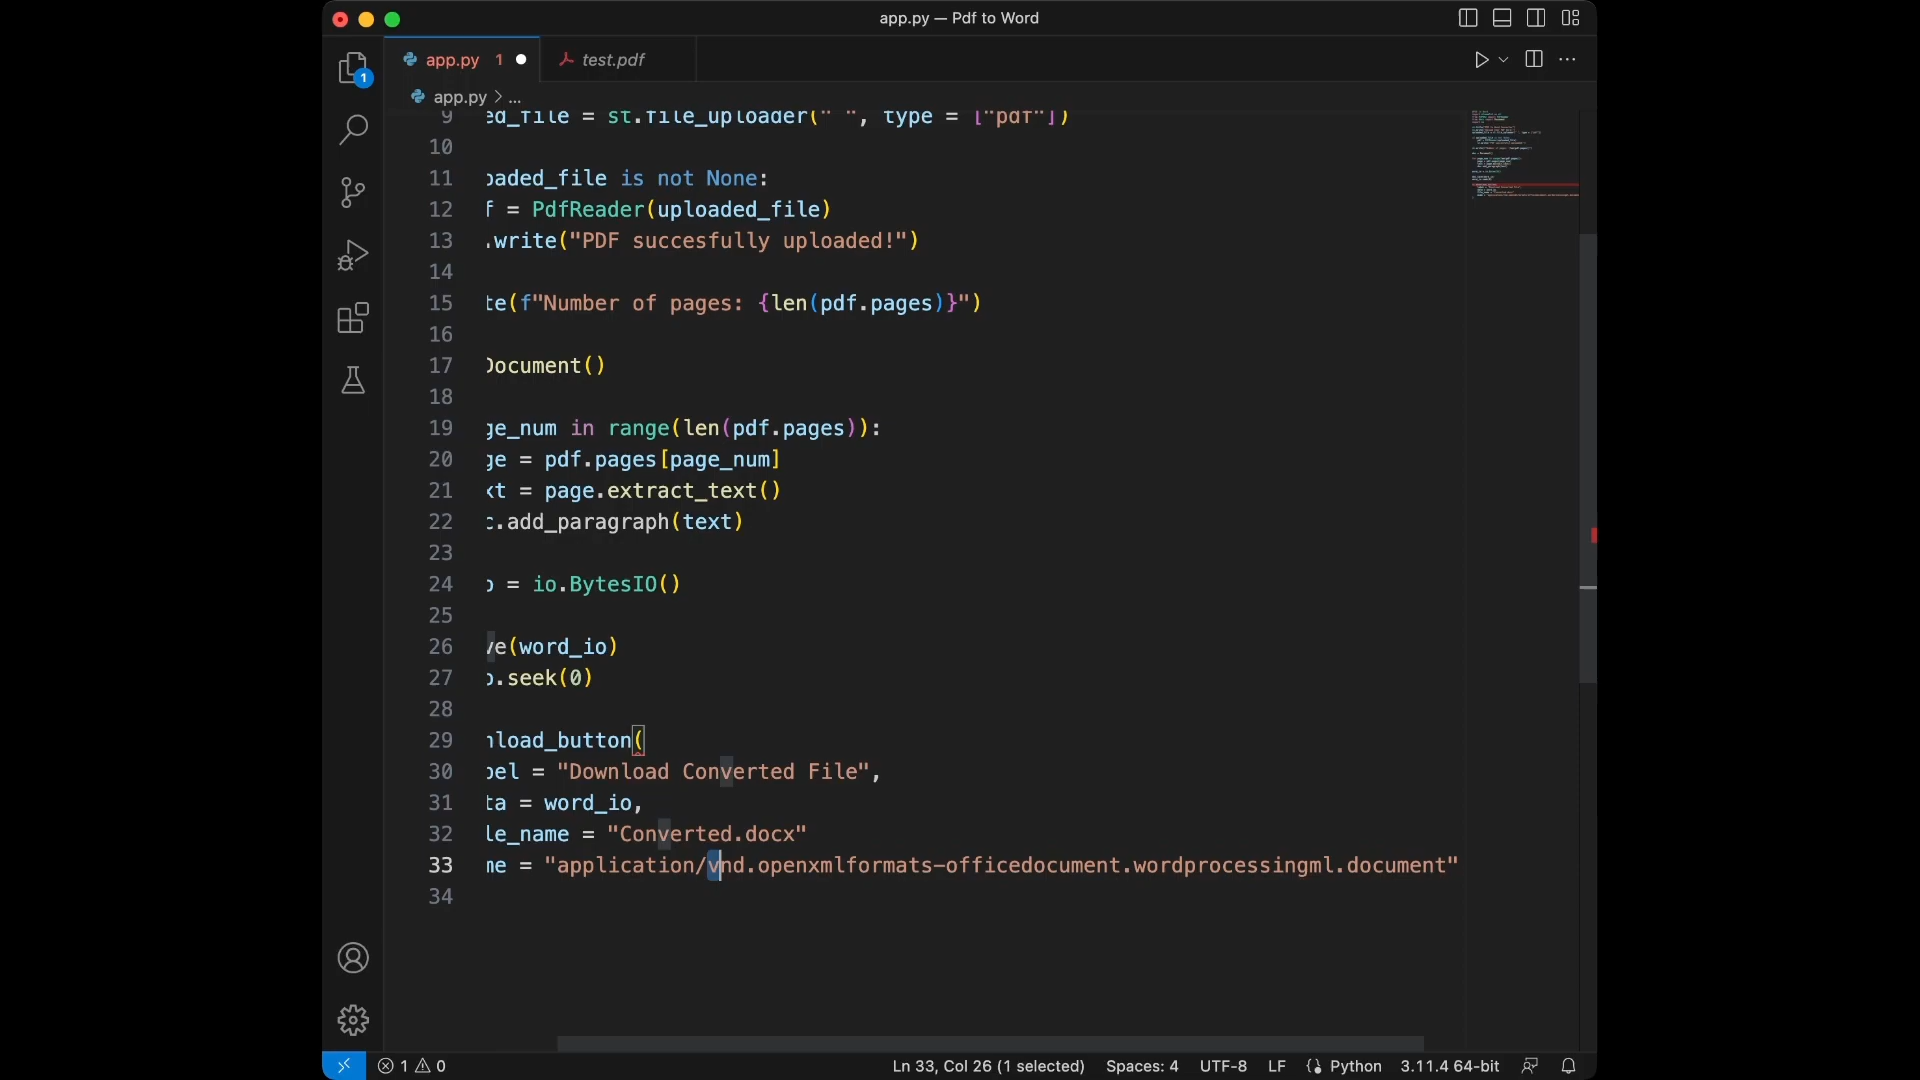 app.py — Pdf to Word
app.py 1
test.pdf
1
app.py > ...
9 ed_file = st.file_uploader(" ", type = ["pdf"])
10
11 oaded_file is not None:
12 f = PdfReader(uploaded_file)
13 .write("PDF succesfully uploaded!")
14
15 te(f"Number of pages: {len(pdf.pages)}")
16
17 Document()
18
19 ge_num in range(len(pdf.pages)):
20 ge = pdf.pages[page_num]
21 xt = page.extract_text()
22 c.add_paragraph(text)
23
24 o = io.BytesIO()
25
26 ve(word_io)
27 o.seek(0)
28
29 nload_button(
30 bel = "Download Converted File",
31 ta = word_io,
32 le_name = "Converted.docx"
33 me = "application/vnd.openxmlformats-officedocument.wordprocessingml.document"
34
1 0 Ln 33, Col 26 (1 selected) Spaces: 4 UTF-8 LF Python 3.11.4 64-bit